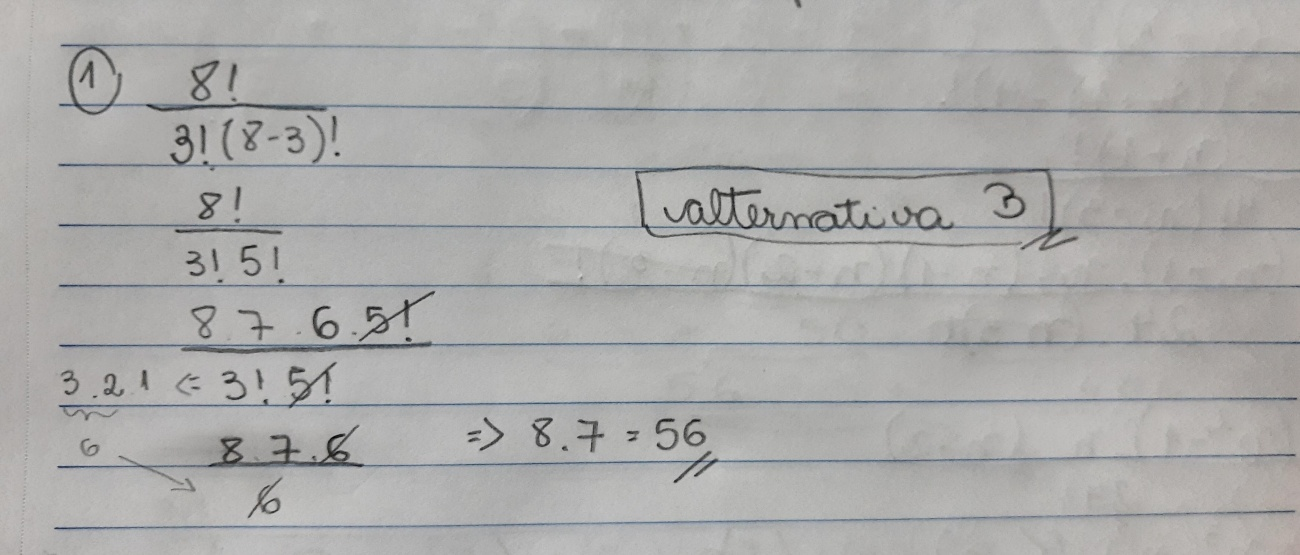 1
8!
3!(8-3)!
8!
3! 5!
alternativa 3
8.7.6.5!
3.2.1 <= 3! 5!
6
8.7.6 => 8.7 = 56
6